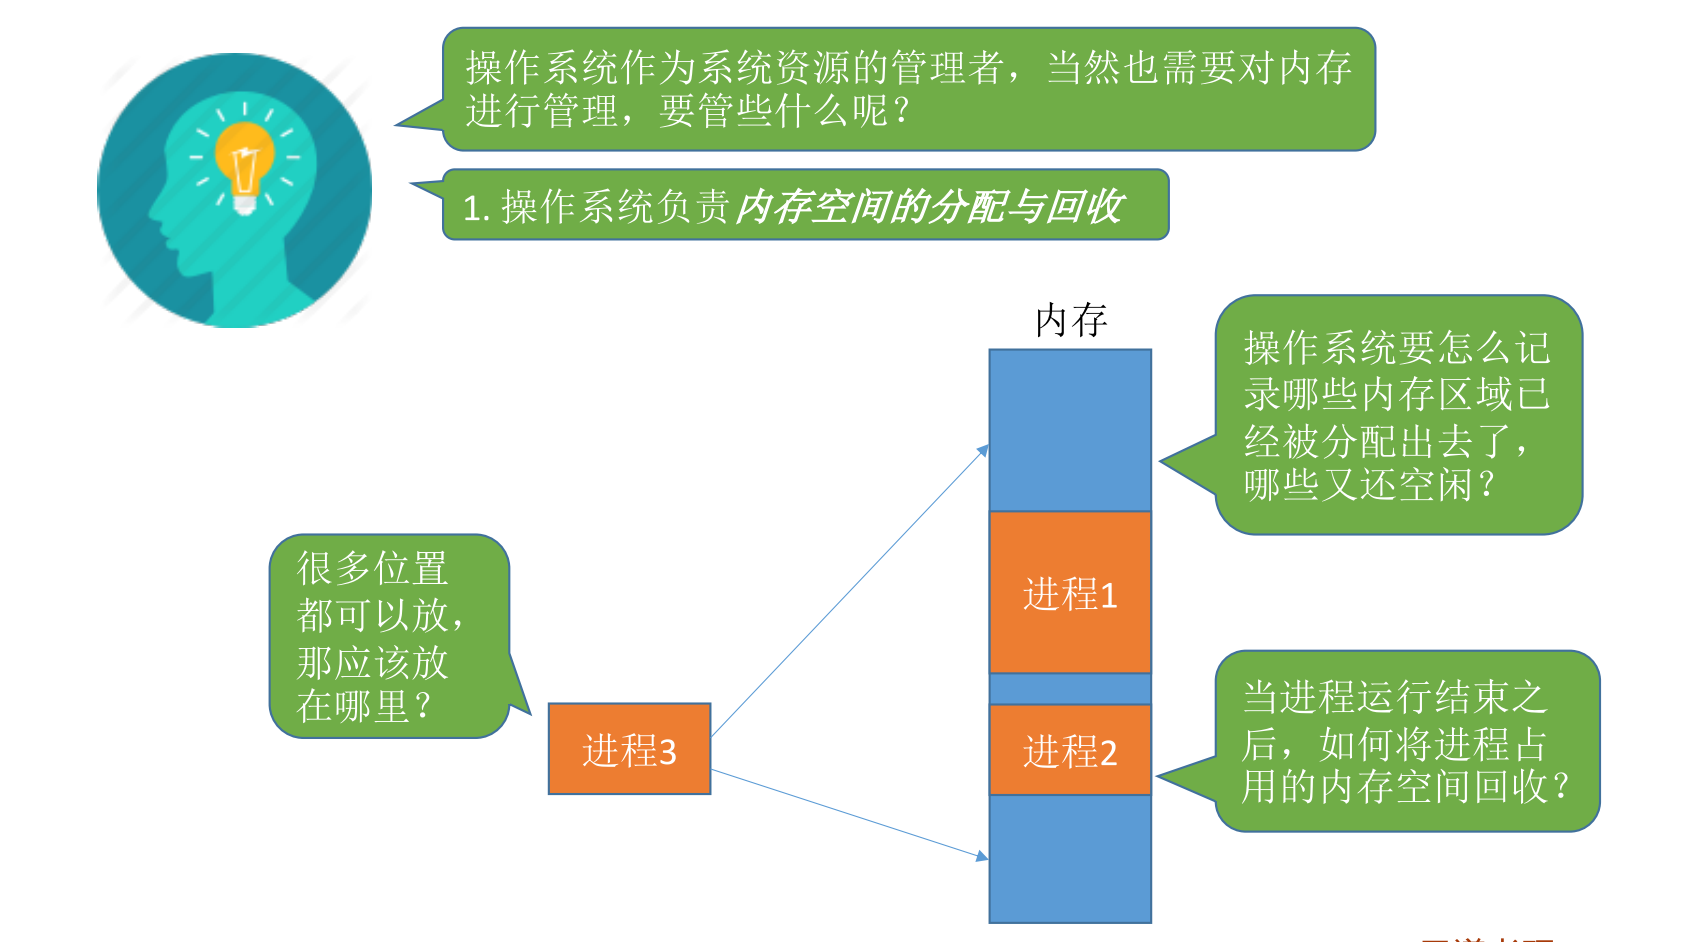 操作系统作为系统资源的管理者，当然也需要对内存
进行管理，要管些什么呢？
1. 操作系统负责内存空间的分配与回收
内存
操作系统要怎么记
录哪些内存区域已
经被分配出去了，
哪些又还空闲？
很多位置
都可以放，
那应该放
在哪里？
进程1
进程3
进程2
当进程运行结束之
后，如何将进程占
用的内存空间回收？